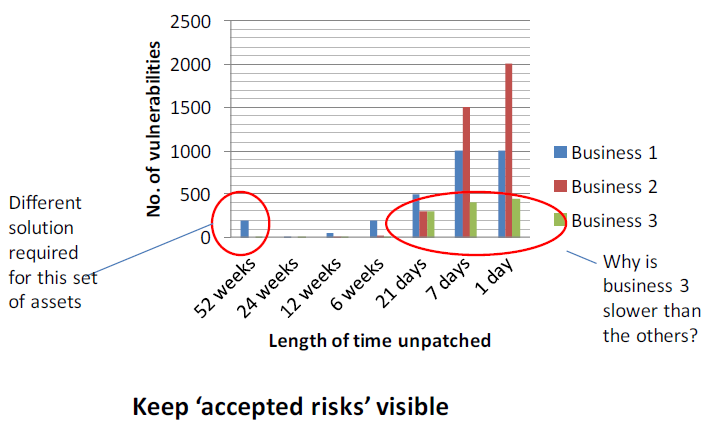 2500
2000
1500
1000
500
0
No. of vulnerabilities
52 weeks
24 weeks
12 weeks
6 weeks
21 days
7 days
1 day
Length of time unpatched
Business 1
Business 2
Business 3
Different
solution
required
for this set
of assets
Why is
business 3
slower than
the others?
Keep ‘accepted risks’ visible